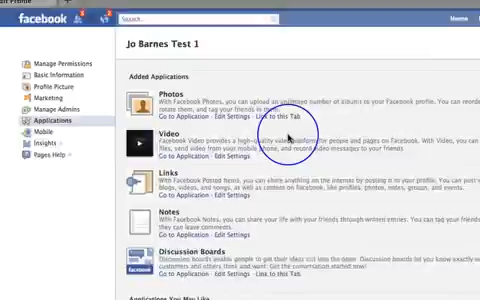 facebook
Search
Home
Jo Barnes Test 1
Manage Permissions
Basic Information
Profile Picture
Marketing
Manage Admins
Applications
Mobile
Insights
Pages Help
Added Applications
Photos
With Facebook Photos, you can upload an unlimited number of albums to your Facebook profile. You can reord
rotate them, and tag your friends in them.
Go to Application · Edit Settings · Link to this Tab
Video
Facebook Video provides a high-quality video platform for people and pages on Facebook. With Video, you can
files, send video from your mobile phone, and record video messages to your friends.
Go to Application · Edit Settings
Links
With Facebook Posted Items, you can share anything on the internet by posting it to your profile. You can post
blogs, videos, and songs, as well as content on facebook, like profiles, photos, notes, groups, and events.
Go to Application · Edit Settings
Notes
With Facebook Notes, you can share your life with your friends through written entries. You can tag your friend
they can leave comments.
Go to Application · Edit Settings
Discussion Boards
Discussion Boards enable people to get their ideas out into the open. Discussion boards let you know exactly w
customers and others think and want. Get the conversation started now!
Go to Application · Edit Settings · Link to this Tab
facebook
Applications You May Like